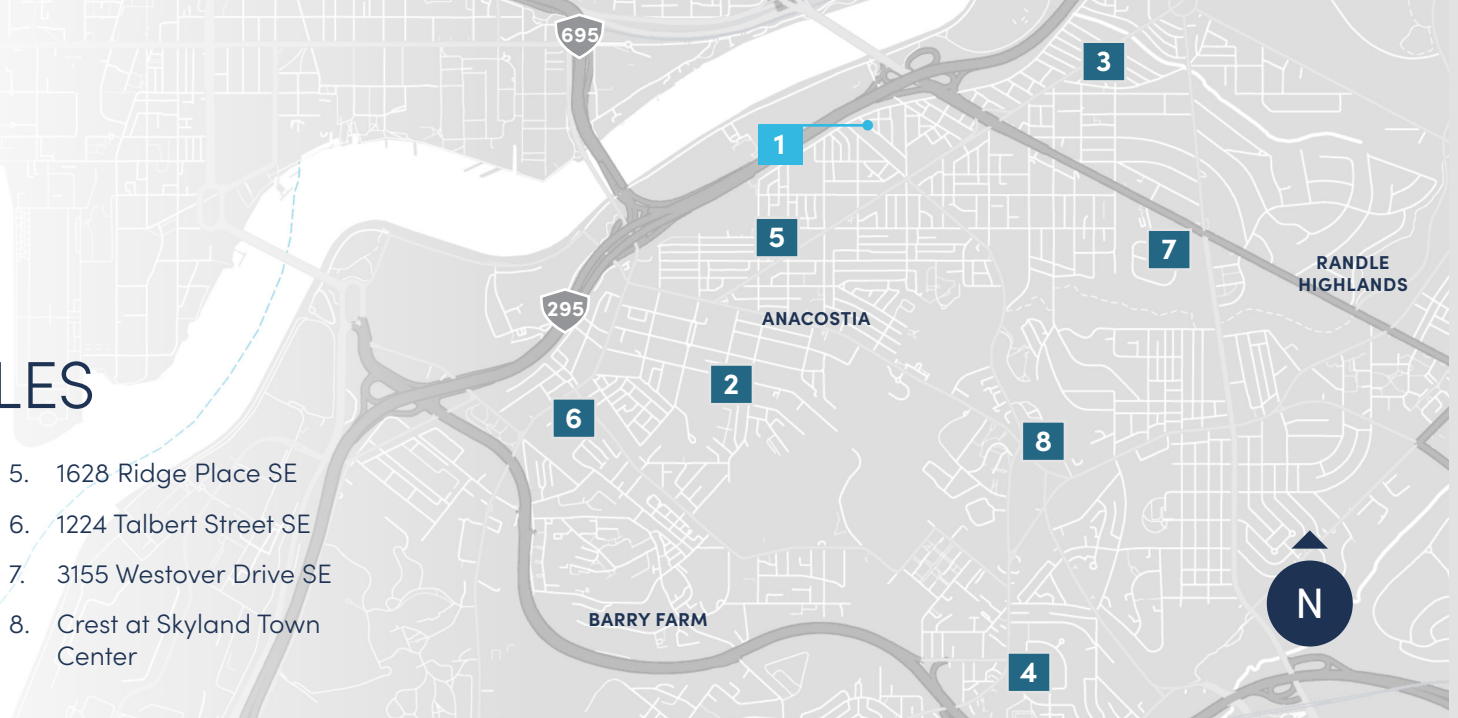 695
3
1
5
7
RANDLE
HIGHLANDS
295
ANACOSTIA
LES
2
6
8
5. 1628 Ridge Place SE
6. 1224 Talbert Street SE
7. 3155 Westover Drive SE
8. Crest at Skyland Town
Center
N
BARRY FARM
4